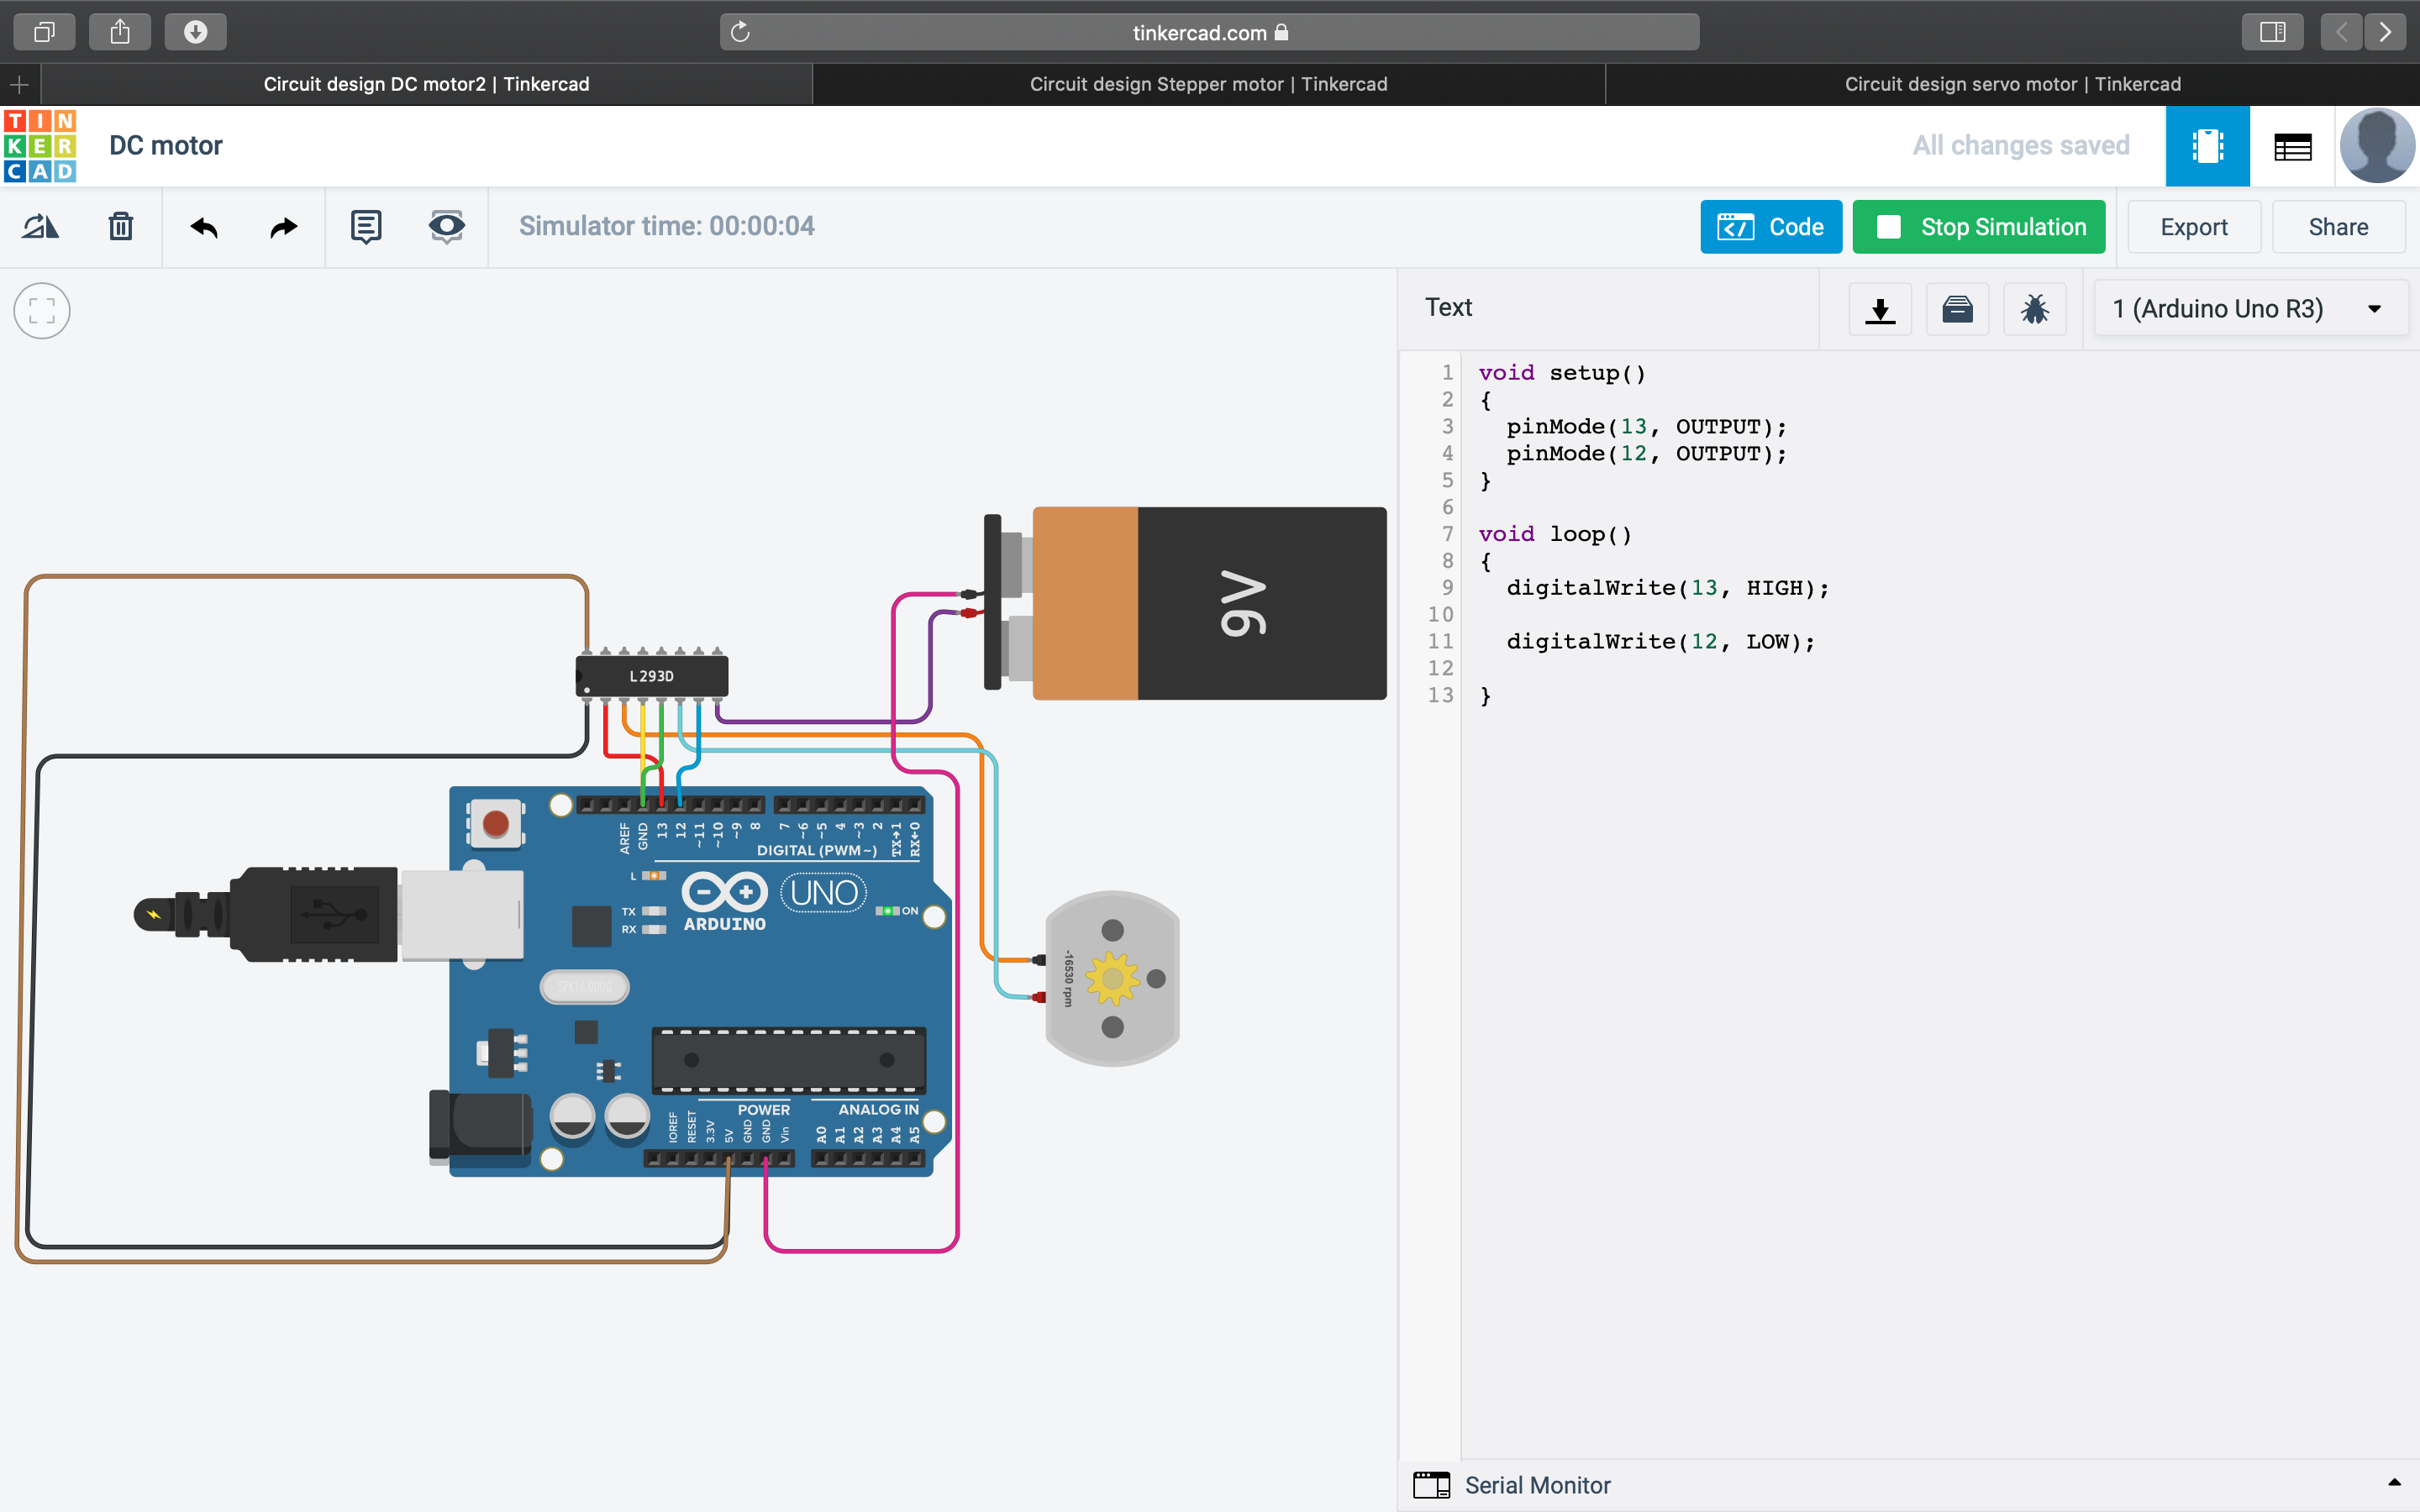 tinkercad.com
Circuit design DC motor2 | Tinkercad
Circuit design Stepper motor | Tinkercad
Circuit design servo motor | Tinkercad
TIN
KER
CAD
DC motor
All changes saved
Simulator time: 00:00:04
Code
Stop Simulation
Export
Share
Text
1 (Arduino Uno R3)
1 void setup()
2 {
3   pinMode(13, OUTPUT);
4   pinMode(12, OUTPUT);
5 }
6
7 void loop()
8 {
9   digitalWrite(13, HIGH);
10
11   digitalWrite(12, LOW);
12
13 }
9V
L293D
AREF GND 13 12 ~11 ~10 ~9 8 7 ~6 ~5 4 ~3 2 TX→1 RX←0
DIGITAL (PWM~)
L
TX
RX
ARDUINO
UNO
ON
-16530 rpm
SPK16.000G
POWER
ANALOG IN
IOREF RESET 3.3V 5V GND GND Vin A0 A1 A2 A3 A4 A5
Serial Monitor